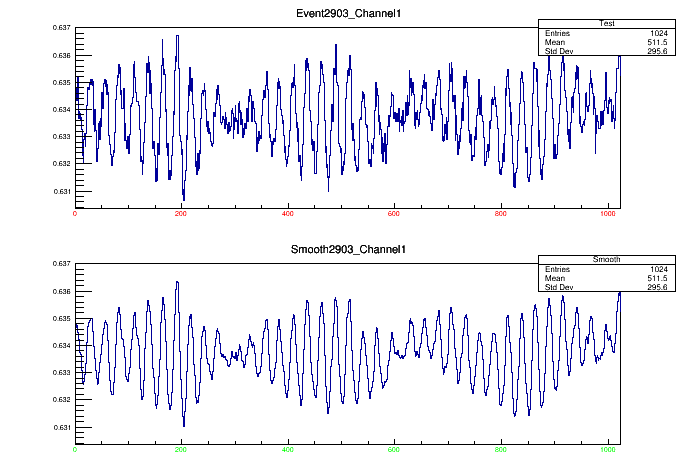 Event2903_Channel1
Test
Entries 1024
Mean 511.5
Std Dev 295.6
0.637
0.636
0.635
0.634
0.633
0.632
0.631
0 200 400 600 800 1000
Smooth2903_Channel1
Smooth
Entries 1024
Mean 511.5
Std Dev 295.6
0.637
0.636
0.635
0.634
0.633
0.632
0.631
0 200 400 600 800 1000